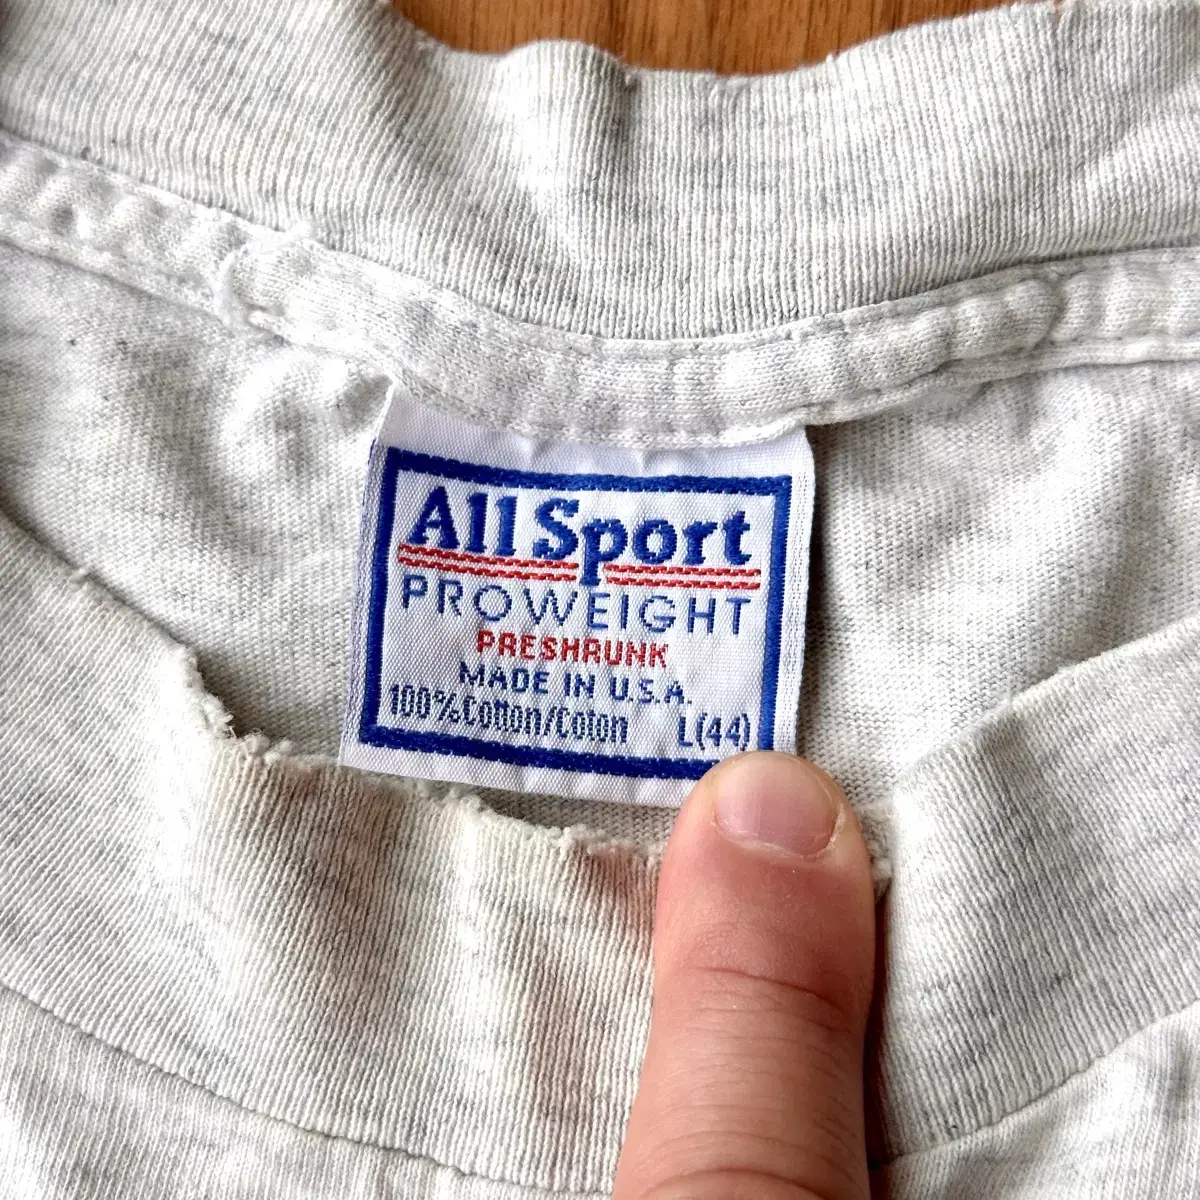 All Sport
PROWEIGHT
PRESHRUNK
MADE IN U.S.A.
100% Cotton/Coton L(44)